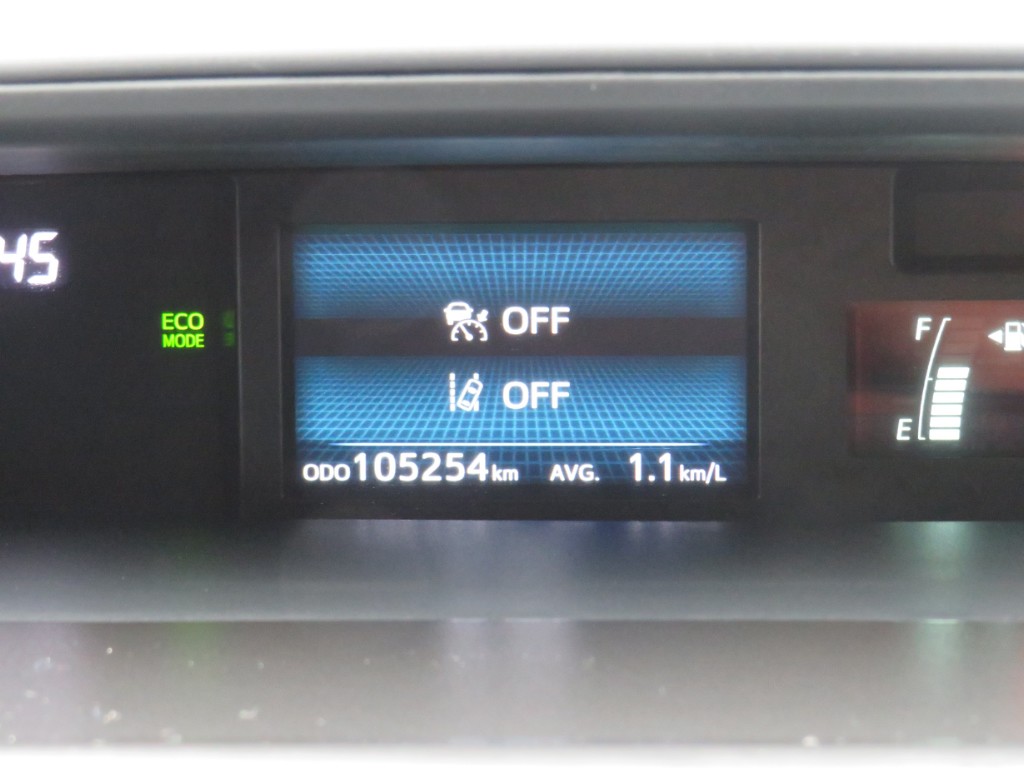 45
ECO
MODE
OFF
OFF
ODO 105254 km AVG. 1.1 km/L
F
E